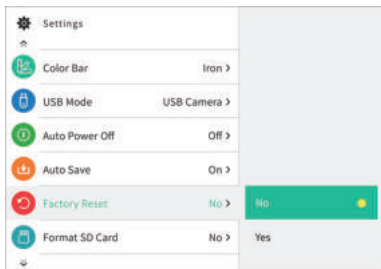 Settings
Color Bar Iron >
USB Mode USB Camera >
Auto Power Off Off >
Auto Save On >
Factory Reset No > No
Format SD Card No > Yes